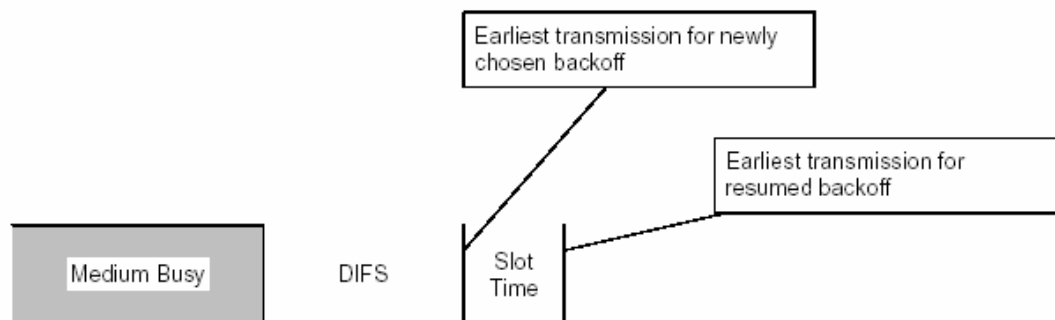 Earliest transmission for newly
chosen backoff
Earliest transmission for
resumed backoff
Medium Busy
DIFS
Slot
Time